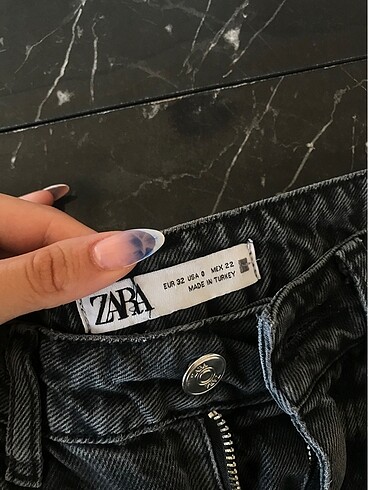 ZARA
EUR 32 USA 0 MEX 22
MADE IN TURKEY